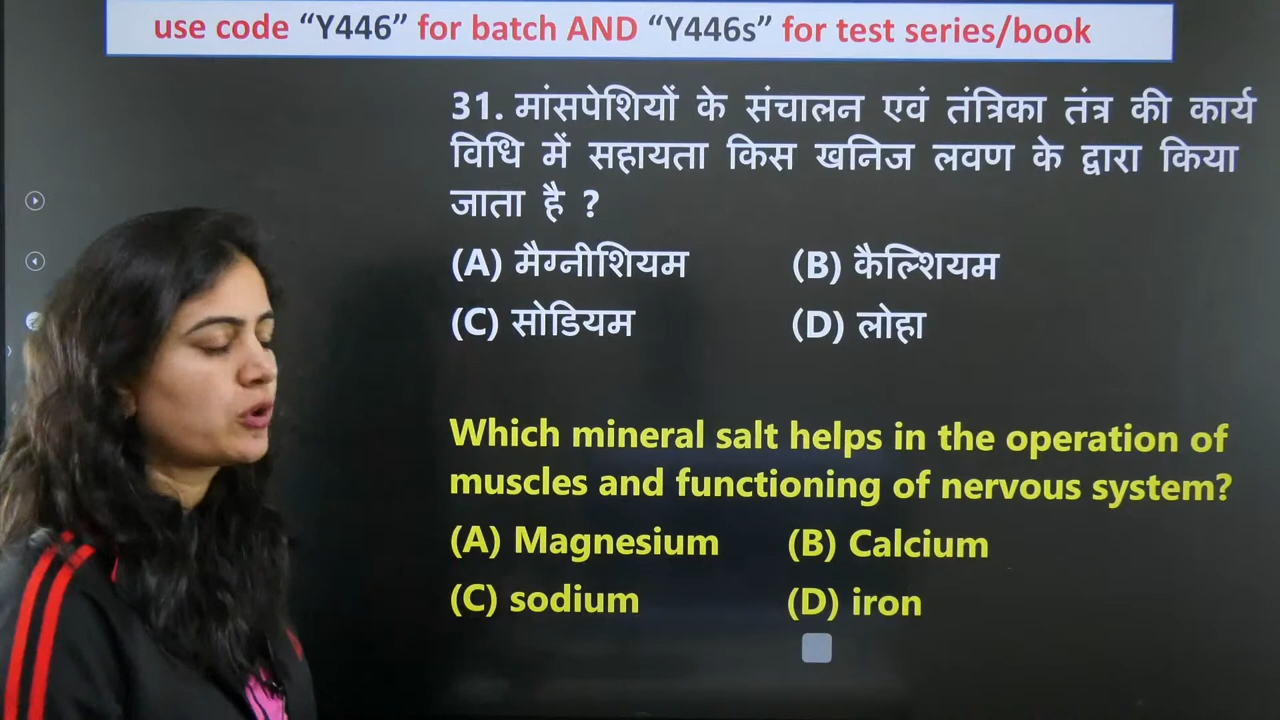 use code “Y446” for batch AND “Y446s” for test series/book
31. मांसपेशियों के संचालन एवं तंत्रिका तंत्र की कार्य
विधि में सहायता किस खनिज लवण के द्वारा किया
जाता है ?
(A) मैग्नीशियम (B) कैल्शियम
(C) सोडियम (D) लोहा
Which mineral salt helps in the operation of
muscles and functioning of nervous system?
(A) Magnesium (B) Calcium
(C) sodium (D) iron